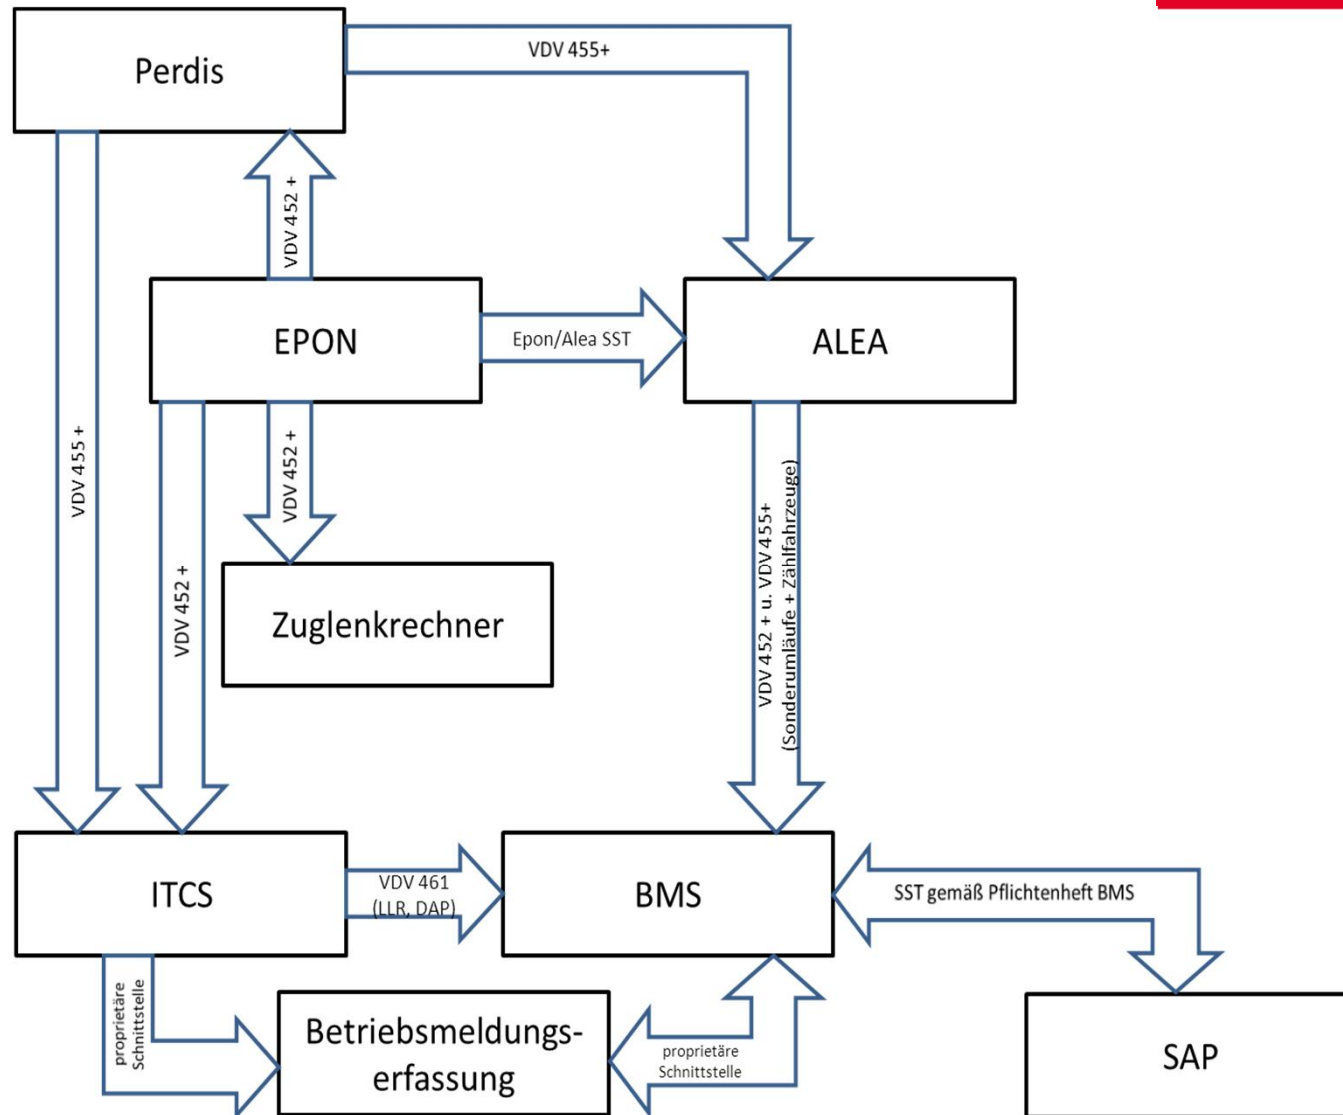 Perdis
VDV 455+
VDV 452 +
EPON
Epon/Alea SST
ALEA
VDV 455 +
VDV 452 +
VDV 452 +
Zuglenkrechner
VDV 452 + u. VDV 455+
(Sonderumläufe + Zählfahrzeuge)
ITCS
VDV 461
(LLR, DAP)
BMS
SST gemäß Pflichtenheft BMS
proprietäre
Schnittstelle
Betriebsmeldungs-
erfassung
proprietäre
Schnittstelle
SAP